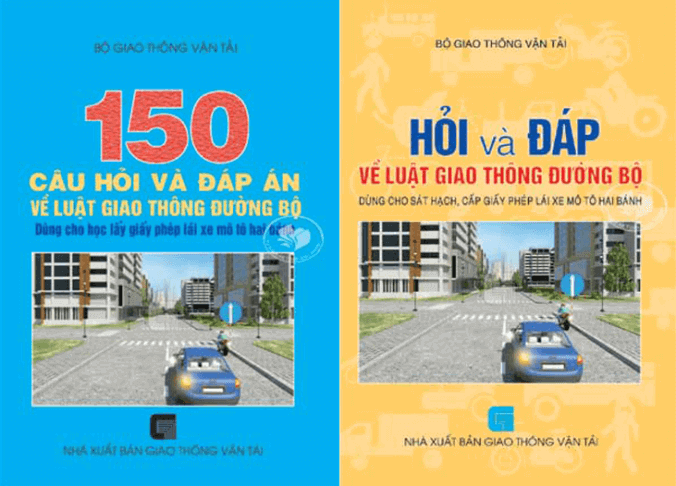 BỘ GIAO THÔNG VẬN TẢI
150
CÂU HỎI VÀ ĐÁP ÁN
VỀ LUẬT GIAO THÔNG ĐƯỜNG BỘ
Dùng cho học lấy giấy phép lái xe mô tô hai bánh
NHÀ XUẤT BẢN GIAO THÔNG VẬN TẢI
BỘ GIAO THÔNG VẬN TẢI
HỎI và ĐÁP
VỀ LUẬT GIAO THÔNG ĐƯỜNG BỘ
DÙNG CHO SÁT HẠCH, CẤP GIẤY PHÉP LÁI XE MÔ TÔ HAI BÁNH
NHÀ XUẤT BẢN GIAO THÔNG VẬN TẢI